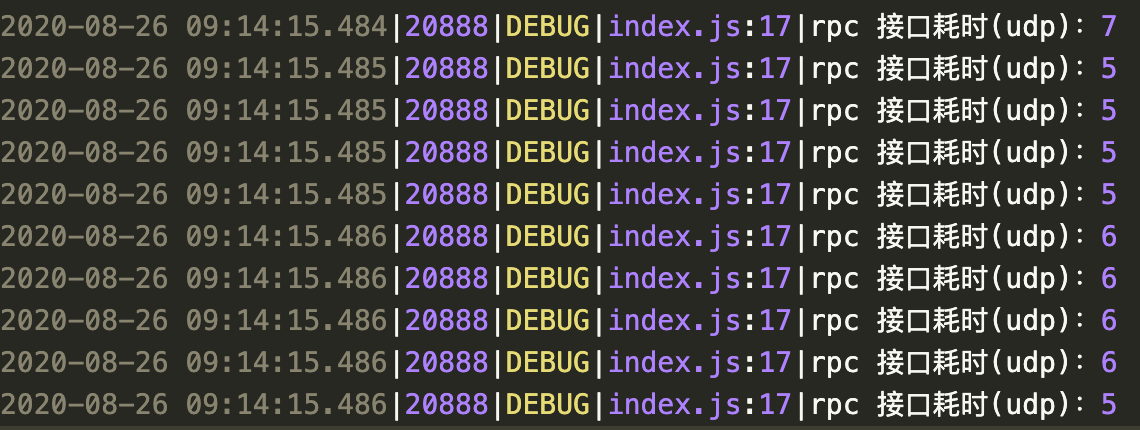 2020-08-26 09:14:15.484|20888|DEBUG|index.js:17|rpc 接口耗时(udp): 7
2020-08-26 09:14:15.485|20888|DEBUG|index.js:17|rpc 接口耗时(udp): 5
2020-08-26 09:14:15.485|20888|DEBUG|index.js:17|rpc 接口耗时(udp): 5
2020-08-26 09:14:15.485|20888|DEBUG|index.js:17|rpc 接口耗时(udp): 5
2020-08-26 09:14:15.485|20888|DEBUG|index.js:17|rpc 接口耗时(udp): 5
2020-08-26 09:14:15.486|20888|DEBUG|index.js:17|rpc 接口耗时(udp): 6
2020-08-26 09:14:15.486|20888|DEBUG|index.js:17|rpc 接口耗时(udp): 6
2020-08-26 09:14:15.486|20888|DEBUG|index.js:17|rpc 接口耗时(udp): 6
2020-08-26 09:14:15.486|20888|DEBUG|index.js:17|rpc 接口耗时(udp): 6
2020-08-26 09:14:15.486|20888|DEBUG|index.js:17|rpc 接口耗时(udp): 5